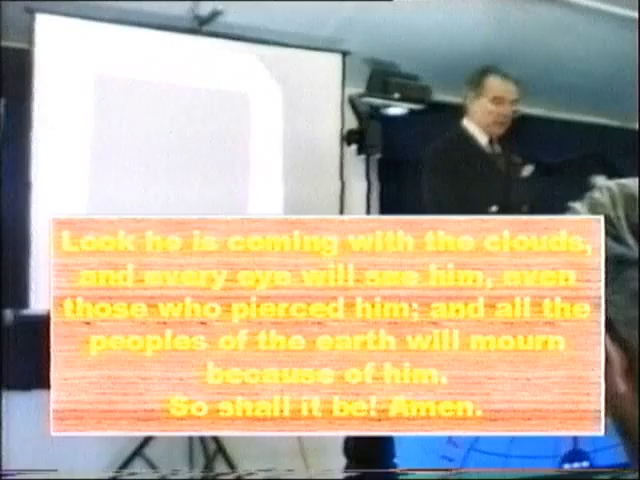 Look he is coming with the clouds,
and every eye will see him, even
those who pierced him; and all the
peoples of the earth will mourn
because of him.
So shall it be! Amen.